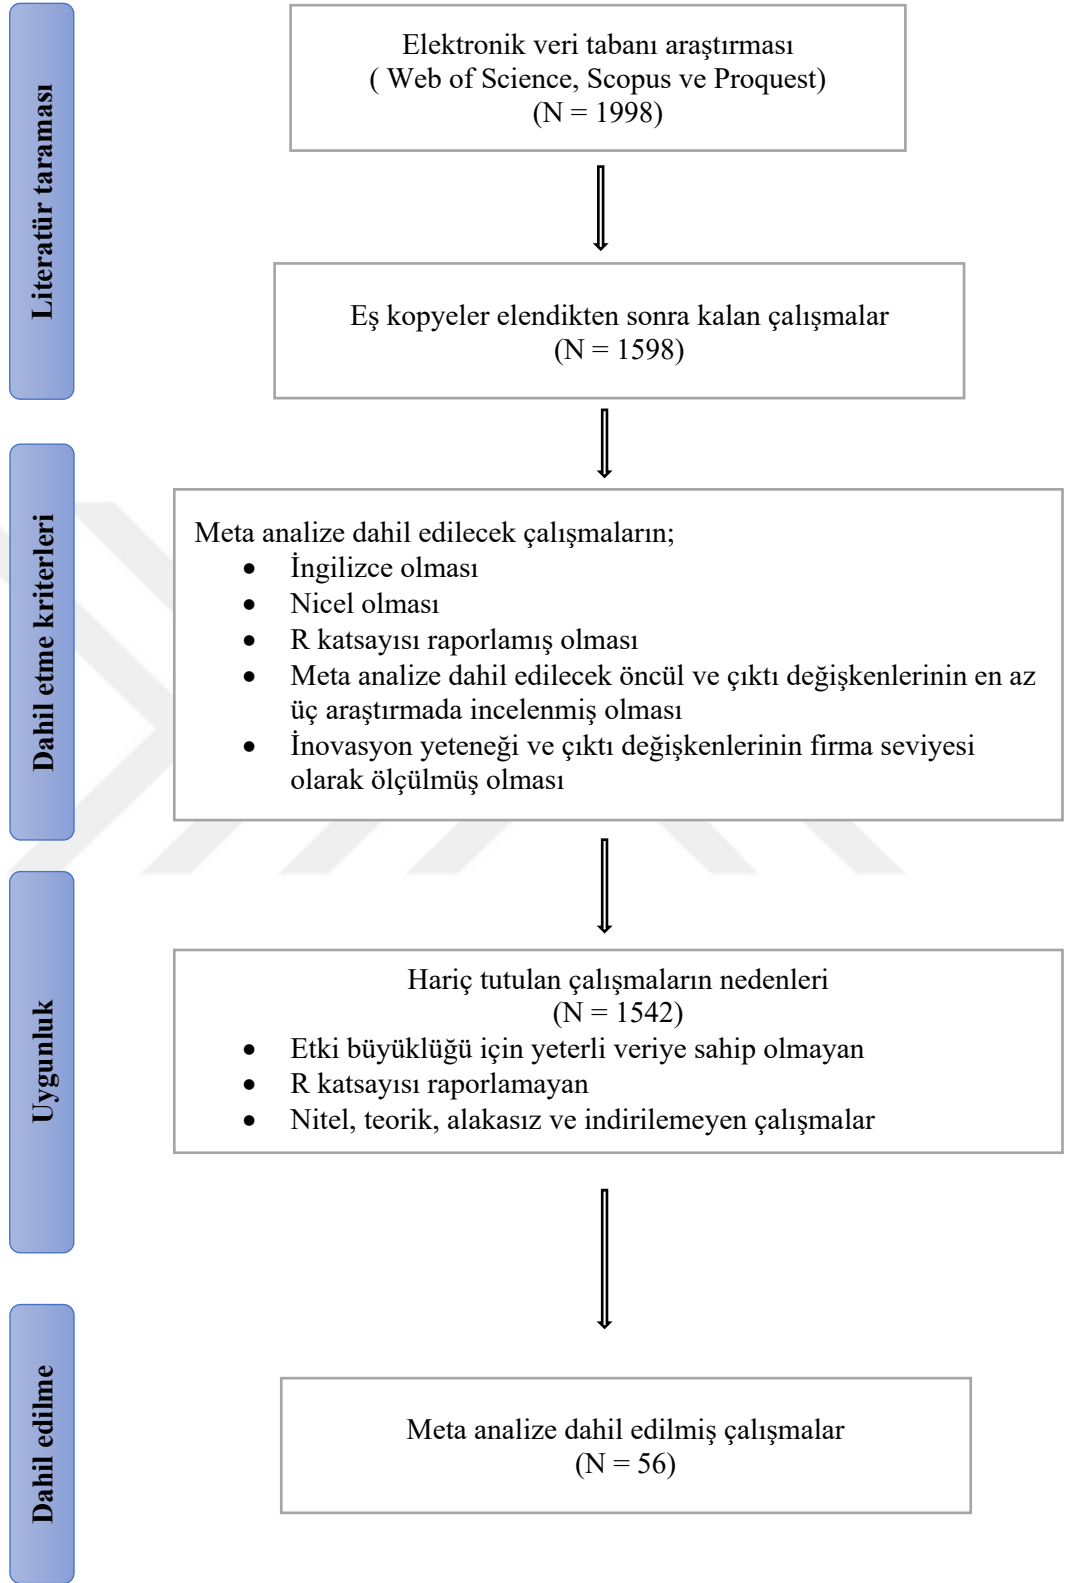 Literatür taraması
Elektronik veri tabanı araştırması
( Web of Science, Scopus ve Proquest)
(N = 1998)
Eş kopyeler elendikten sonra kalan çalışmalar
(N = 1598)
Dahil etme kriterleri
Meta analize dahil edilecek çalışmaların;
• İngilizce olması
• Nicel olması
• R katsayısı raporlamış olması
• Meta analize dahil edilecek öncül ve çıktı değişkenlerinin en az
üç araştırmada incelenmiş olması
• İnovasyon yeteneği ve çıktı değişkenlerinin firma seviyesi
olarak ölçülmüş olması
Uygunluk
Hariç tutulan çalışmaların nedenleri
(N = 1542)
• Etki büyüklüğü için yeterli veriye sahip olmayan
• R katsayısı raporlamayan
• Nitel, teorik, alakasız ve indirilemeyen çalışmalar
Dahil edilme
Meta analize dahil edilmiş çalışmalar
(N = 56)